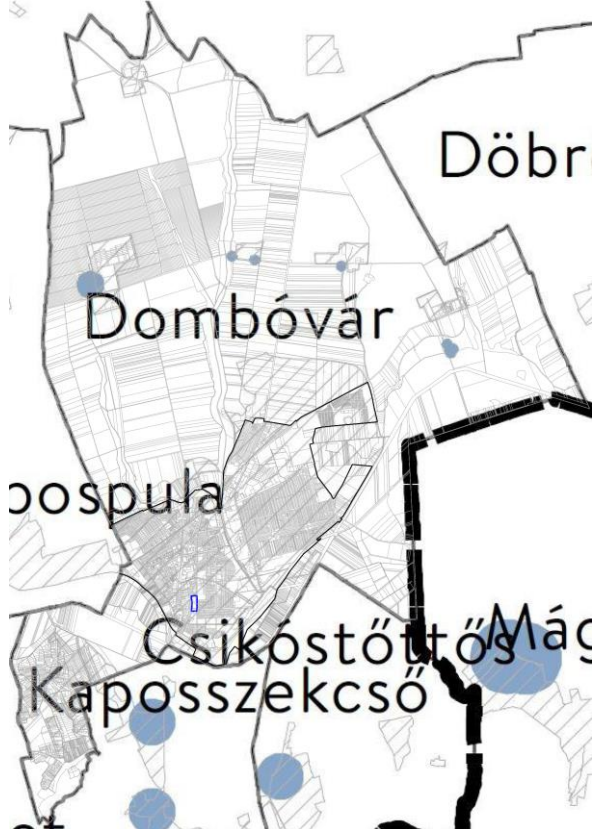 Döbr
Dombóvár
pospula
Csikóstőttős
Mág
Kaposszekcső